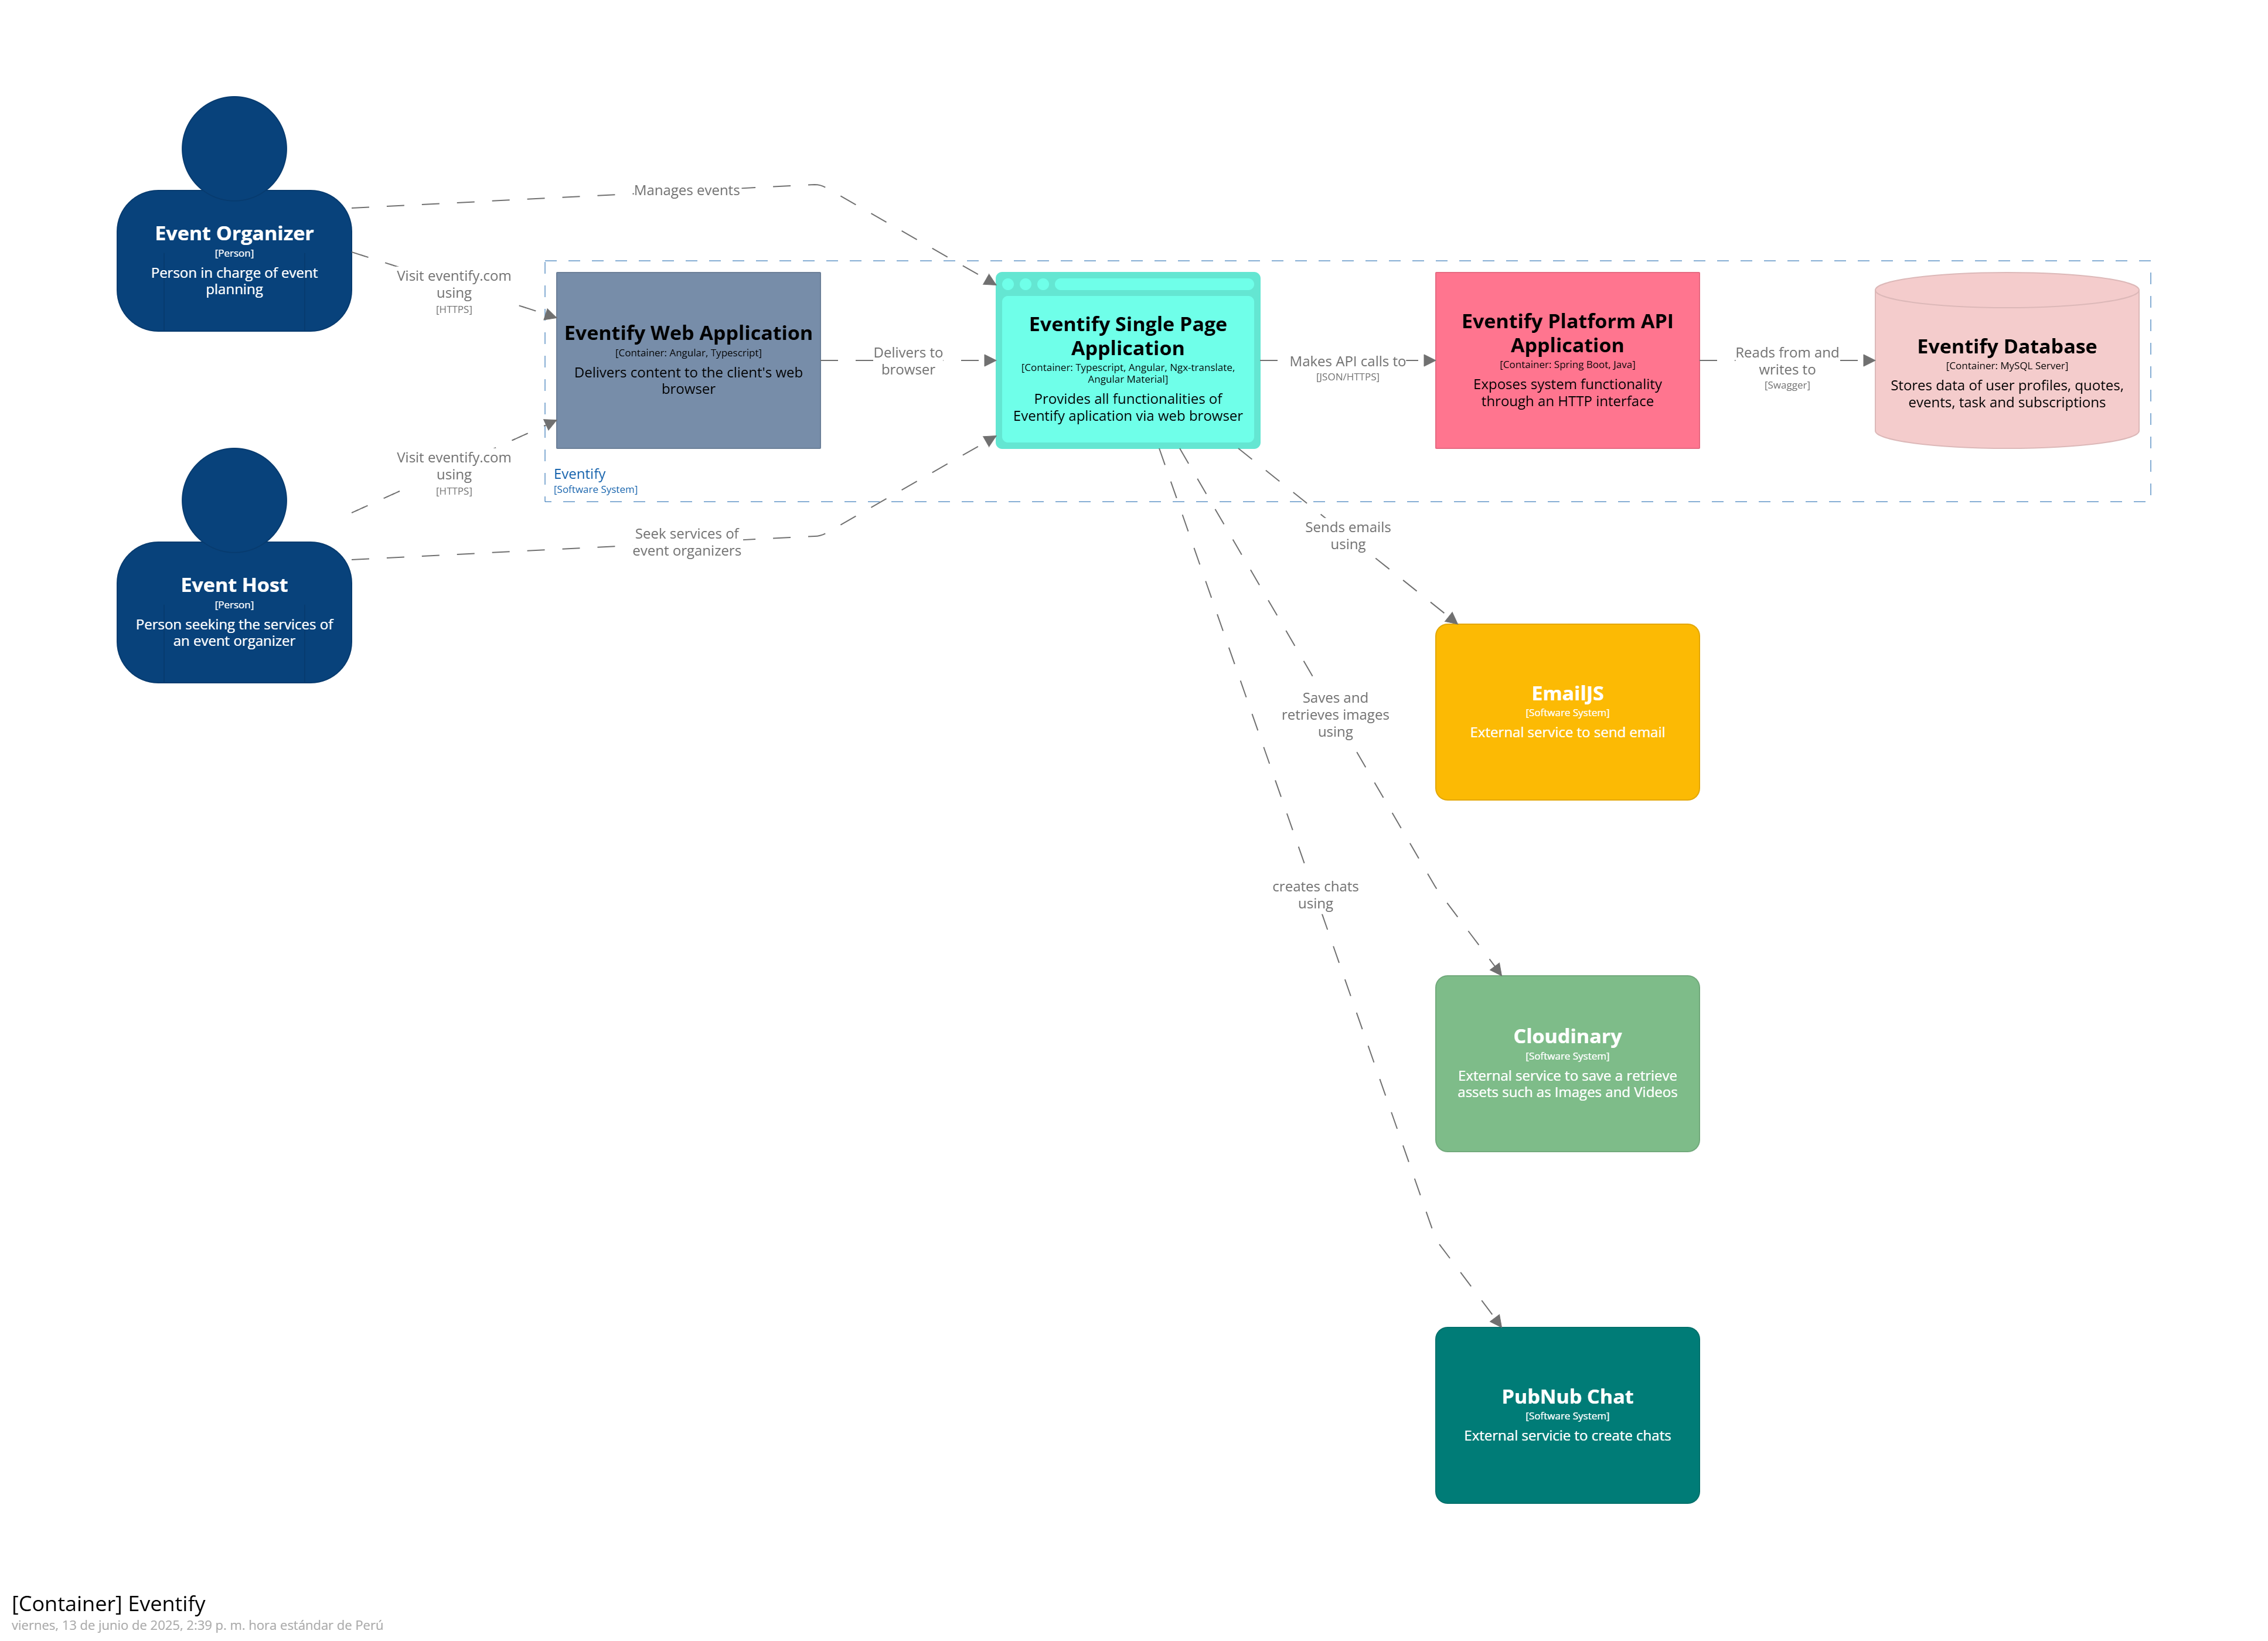 Manages events
Event Organizer
[Person]
Person in charge of event
planning
Visit eventify.com
using
[HTTPS]
Eventify Web Application
[Container: Angular, Typescript]
Delivers content to the client's web
browser
Delivers to
browser
Eventify Single Page
Application
[Container: Typescript, Angular, Ngx-translate,
Angular Material]
Provides all functionalities of
Eventify aplication via web browser
Makes API calls to
[JSON/HTTPS]
Eventify Platform API
Application
[Container: Spring Boot, Java]
Exposes system functionality
through an HTTP interface
Reads from and
writes to
[Swagger]
Eventify Database
[Container: MySQL Server]
Stores data of user profiles, quotes,
events, task and subscriptions
Visit eventify.com
using
[HTTPS]
Eventify
[Software System]
Seek services of
event organizers
Event Host
[Person]
Person seeking the services of
an event organizer
Sends emails
using
EmailJS
[Software System]
External service to send email
Saves and
retrieves images
using
creates chats
using
Cloudinary
[Software System]
External service to save a retrieve
assets such as Images and Videos
PubNub Chat
[Software System]
External servicie to create chats
[Container] Eventify
viernes, 13 de junio de 2025, 2:39 p. m. hora estándar de Perú